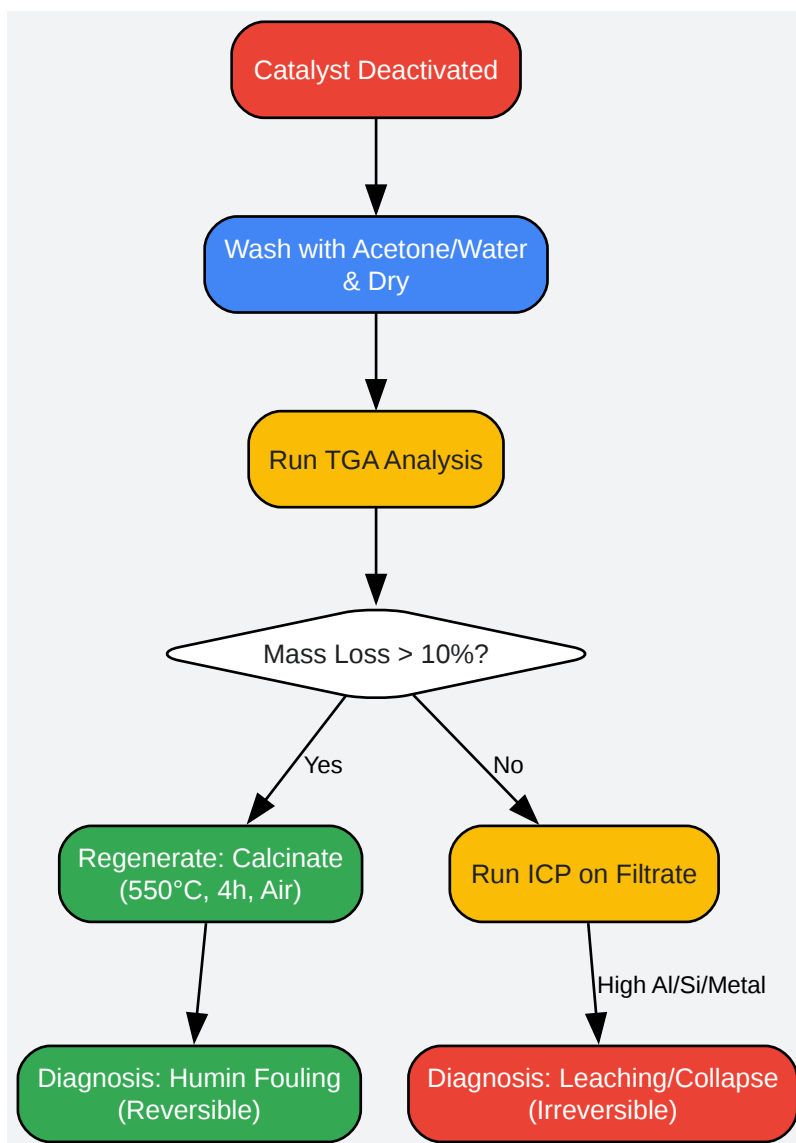 Catalyst Deactivated
Wash with Acetone/Water
& Dry
Run TGA Analysis
Mass Loss > 10%?
Yes
No
Regenerate: Calcinate
(550°C, 4h, Air)
Run ICP on Filtrate
High Al/Si/Metal
Diagnosis: Humin Fouling
(Reversible)
Diagnosis: Leaching/Collapse
(Irreversible)